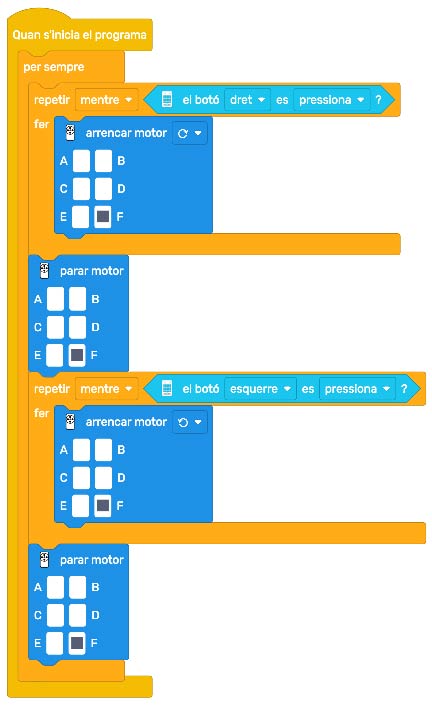 Quan s'inicia el programa
per sempre
repetir mentre el botó dret es pressiona ?
fer
arrencar motor
A B
C D
E F
parar motor
A B
C D
E F
repetir mentre el botó esquerre es pressiona ?
fer
arrencar motor
A B
C D
E F
parar motor
A B
C D
E F